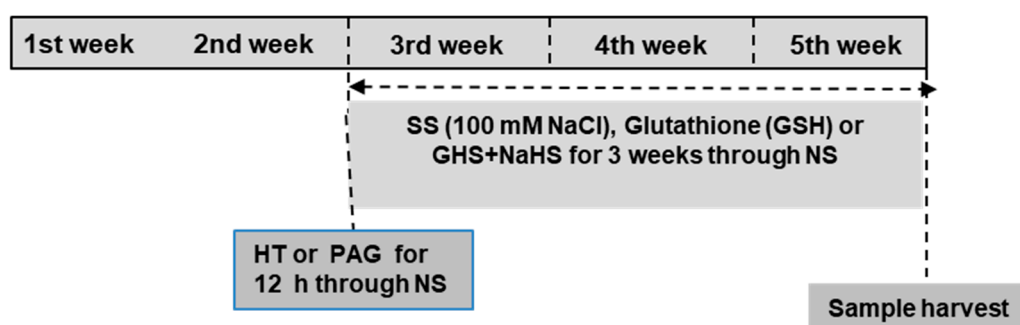 1st week 2nd week 3rd week 4th week 5th week
SS (100 mM NaCl), Glutathione (GSH) or
GHS+NaHS for 3 weeks through NS
HT or PAG for
12 h through NS
Sample harvest